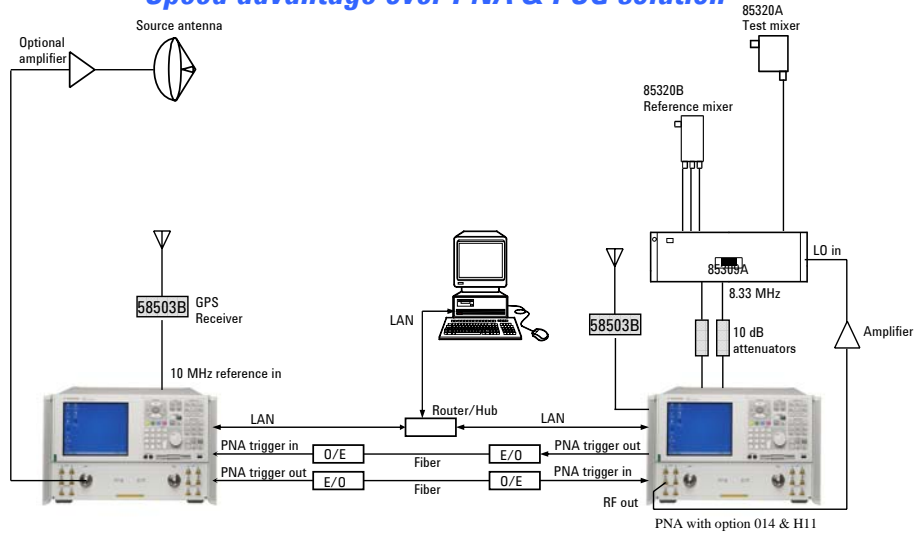 Speed advantage over PNA & PSG solution
85320A
Test mixer
Source antenna
Optional
amplifier
85320B
Reference mixer
LO in
85309A
8.33 MHz
58503B
GPS
Receiver
LAN
58503B
10 dB
attenuators
Amplifier
10 MHz reference in
Router/Hub
LAN
LAN
PNA trigger in
O/E
Fiber
E/O
PNA trigger out
PNA trigger out
E/O
Fiber
O/E
PNA trigger in
RF out
PNA with option 014 & H11